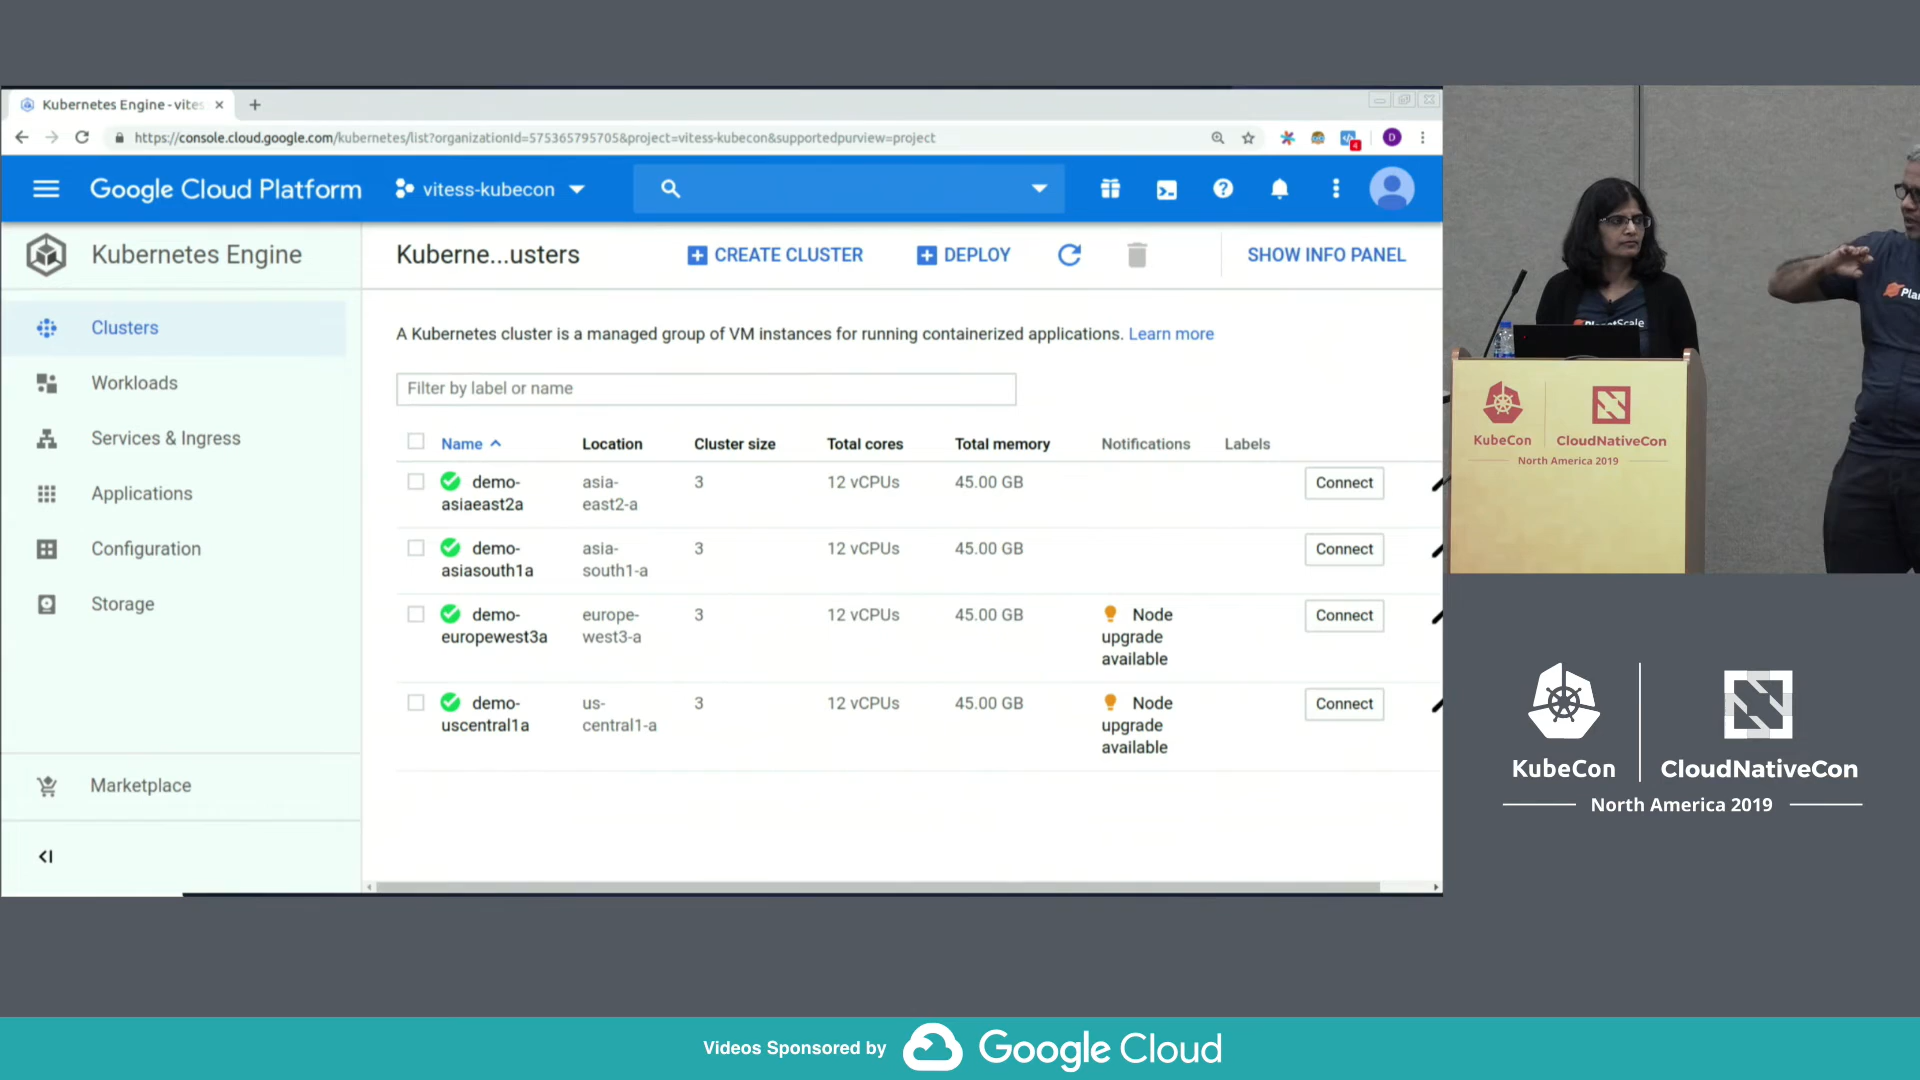 Kubernetes Engine - vites
https://console.cloud.google.com/kubernetes/list?organizationId=575365795705&project=vitess-kubecon&supportedpurview=project
4
D
Google Cloud Platform
vitess-kubecon
Kubernetes Engine
Kuberne...usters
CREATE CLUSTER
DEPLOY
SHOW INFO PANEL
Clusters
Workloads
Services & Ingress
Applications
Configuration
Storage
Marketplace
A Kubernetes cluster is a managed group of VM instances for running containerized applications. Learn more
Filter by label or name
Name Location Cluster size Total cores Total memory Notifications Labels
demo- asia- 3 12 vCPUs 45.00 GB Connect
asiaeast2a east2-a
demo- asia- 3 12 vCPUs 45.00 GB Connect
asiasouth1a south1-a
demo- europe- 3 12 vCPUs 45.00 GB Node Connect
europewest3a west3-a upgrade
available
demo- us- 3 12 vCPUs 45.00 GB Node Connect
uscentral1a central1-a upgrade
available
PlanetScale
Plan
KubeCon CloudNativeCon
North America 2019
KubeCon CloudNativeCon
North America 2019
Videos Sponsored by Google Cloud